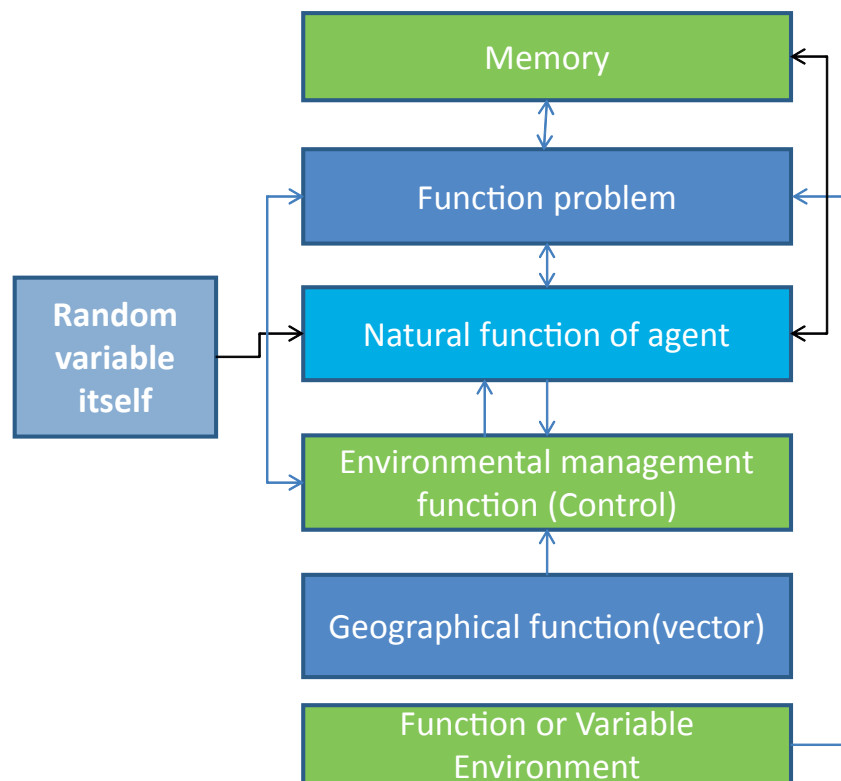 Memory
Function problem
Random
variable
itself
Natural function of agent
Environmental management
function (Control)
Geographical function(vector)
Function or Variable
Environment